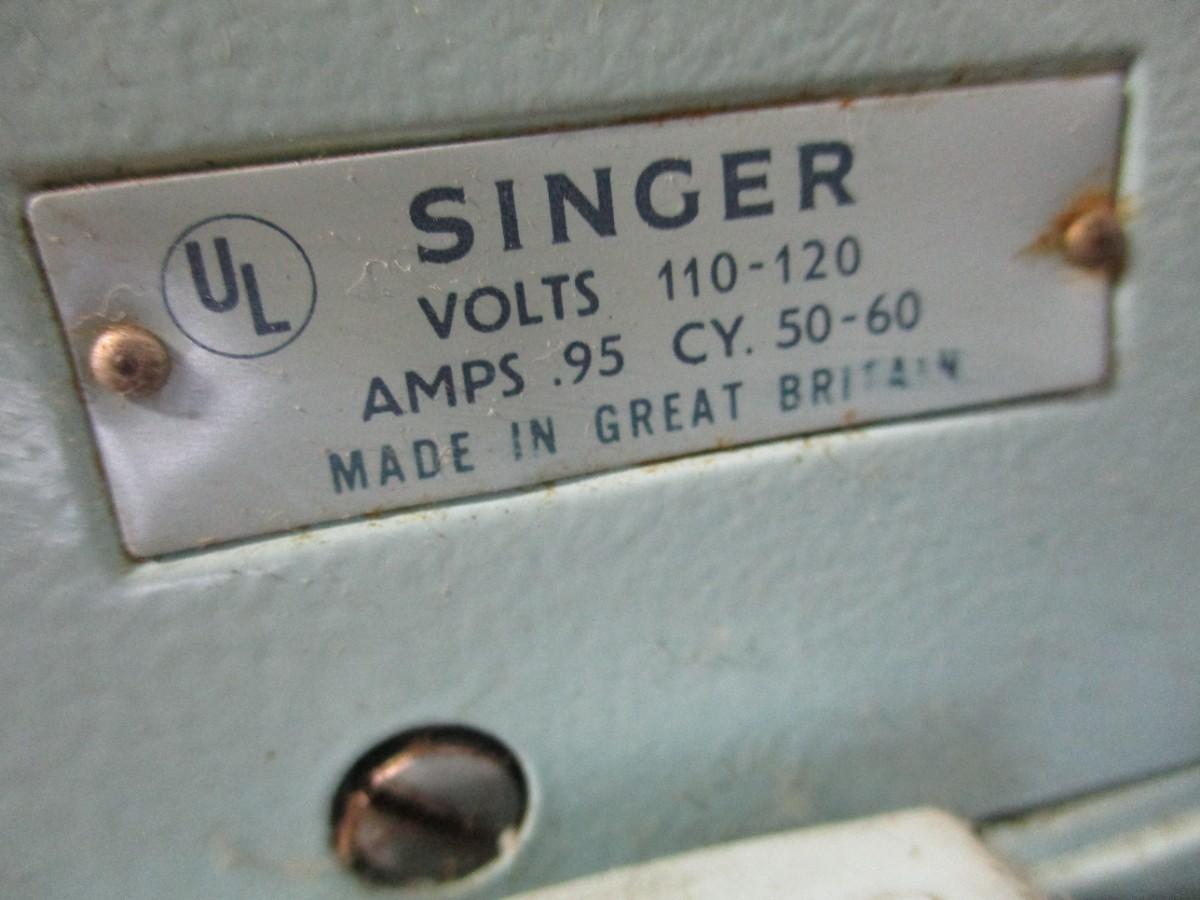 UL
SINGER
VOLTS 110-120
AMPS .95 CY. 50-60
MADE IN GREAT BRITAIN